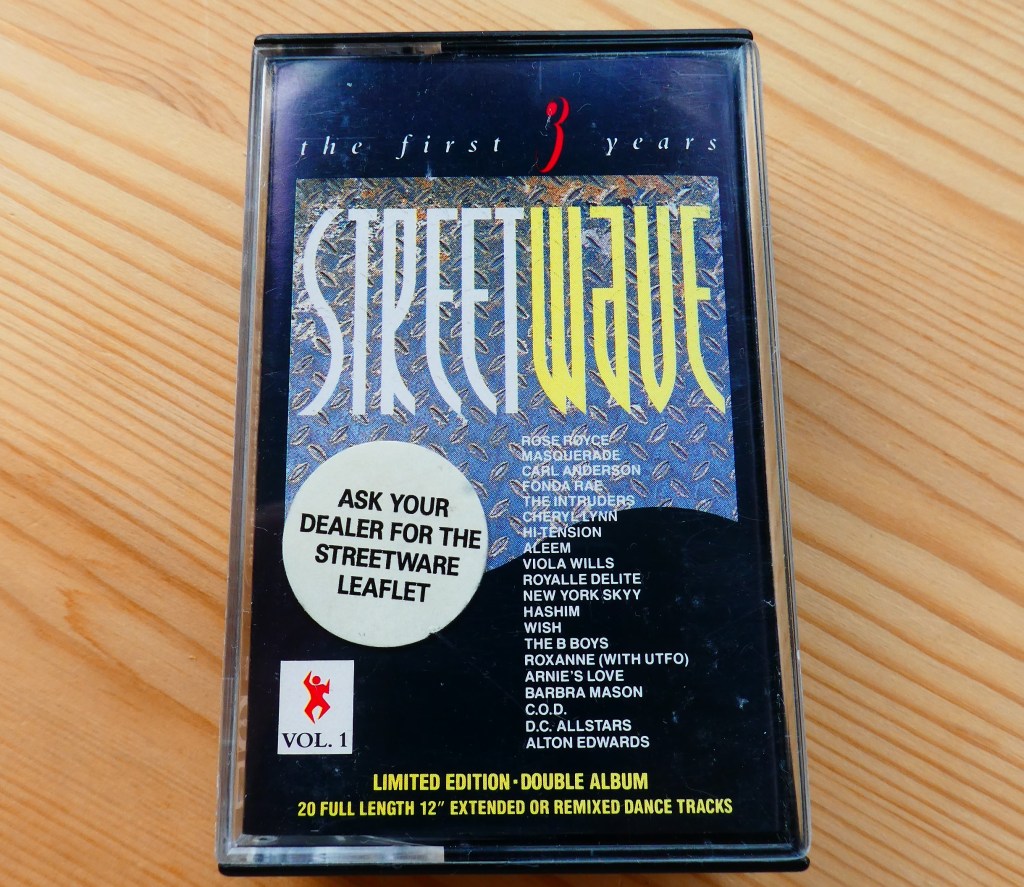 the first 3 years
STREETWAVE
ROSE ROYCE
MASQUERADE
CARL ANDERSON
FONDA RAE
THE INTRUDERS
CHERYL LYNN
HI-TENSION
ALEEM
VIOLA WILLS
ROYALLE DELITE
NEW YORK SKYY
HASHIM
WISH
THE B BOYS
ROXANNE (WITH UTFO)
ARNIE'S LOVE
BARBRA MASON
C.O.D.
D.C. ALLSTARS
ALTON EDWARDS
ASK YOUR
DEALER FOR THE
STREETWARE
LEAFLET
VOL. 1
LIMITED EDITION · DOUBLE ALBUM
20 FULL LENGTH 12″ EXTENDED OR REMIXED DANCE TRACKS